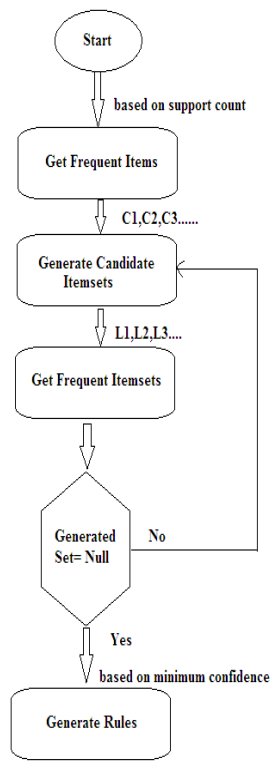 Start
based on support count
Get Frequent Items
C1,C2,C3......
Generate Candidate
Itemsets
L1,L2,L3....
Get Frequent Itemsets
Generated
Set= Null
No
Yes
based on minimum confidence
Generate Rules